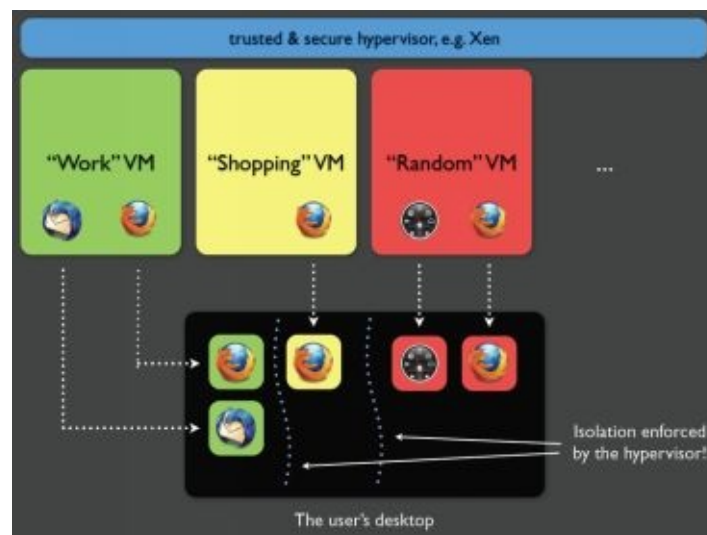 trusted & secure hypervisor, e.g. Xen
“Work” VM
“Shopping” VM
“Random” VM
...
Isolation enforced
by the hypervisor!
The user's desktop